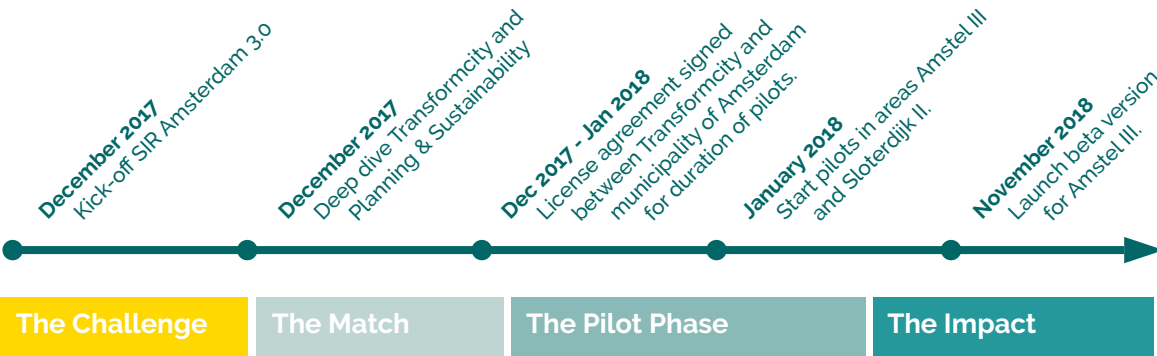 December 2017
Kick-off SIR Amsterdam 3.0
December 2017
Deep dive Transformcity and
Planning & Sustainability
Dec 2017 - Jan 2018
License agreement signed
between Transformcity and
municipality of Amsterdam
for duration of pilots.
January 2018
Start pilots in areas Amstel III
and Sloterdijk II.
November 2018
Launch beta version
for Amstel III.
The Challenge
The Match
The Pilot Phase
The Impact